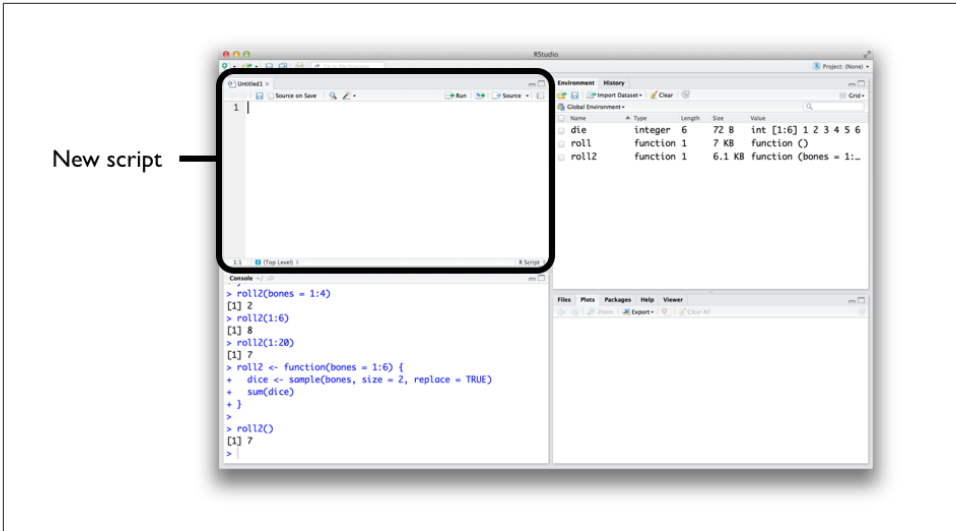 New script
RStudio
Project: (None)
Untitled1
Source on Save
Run
Source
1
1:1
(Top Level)
R Script
Console ~/
> roll2(bones = 1:4)
[1] 2
> roll2(1:6)
[1] 8
> roll2(1:20)
[1] 7
> roll2 <- function(bones = 1:6) {
+   dice <- sample(bones, size = 2, replace = TRUE)
+   sum(dice)
+ }
>
> roll2()
[1] 7
>
Environment History
Import Dataset Clear Grid
Global Environment
Name Type Length Size Value
die integer 6 72 B int [1:6] 1 2 3 4 5 6
roll function 1 7 KB function ()
roll2 function 1 6.1 KB function (bones = 1:…
Files Plots Packages Help Viewer
Zoom Export Clear All